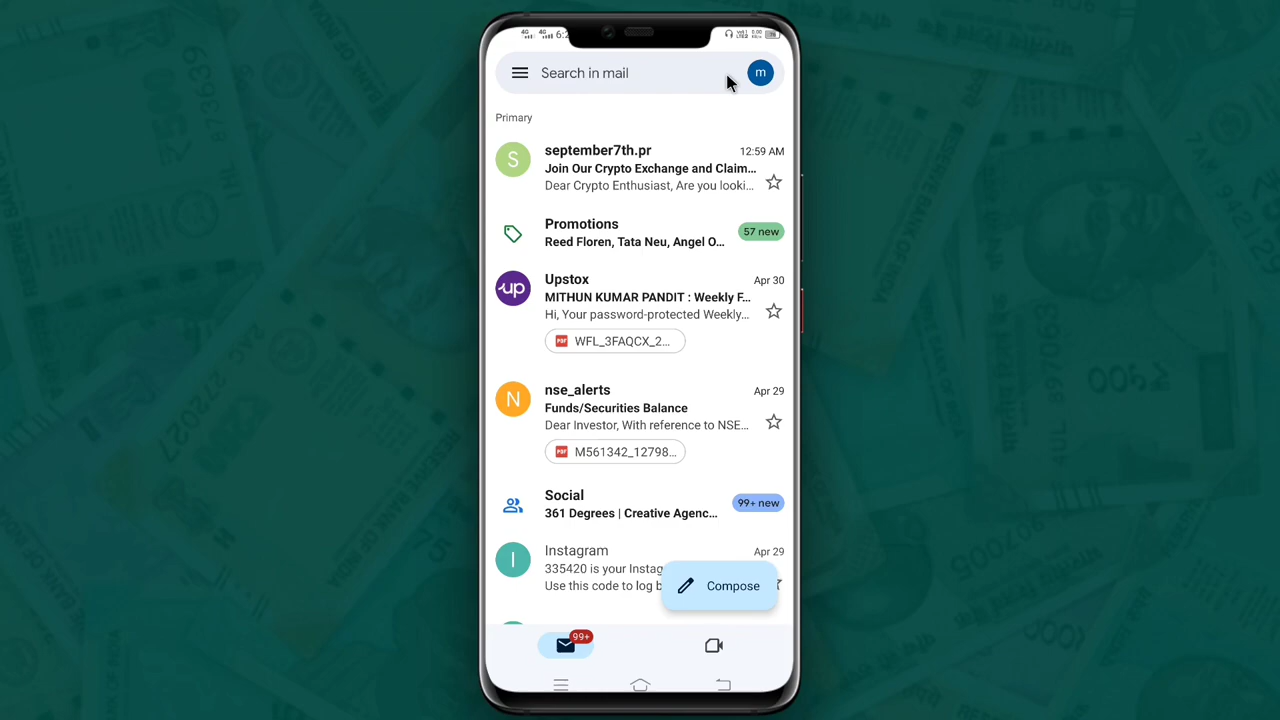 Search in mail
m
Primary
S
september7th.pr
12:59 AM
Join Our Crypto Exchange and Claim...
Dear Crypto Enthusiast, Are you looki...
Promotions
57 new
Reed Floren, Tata Neu, Angel O...
up
Upstox
Apr 30
MITHUN KUMAR PANDIT : Weekly F...
Hi, Your password-protected Weekly...
PDF WFL_3FAQCX_2...
N
nse_alerts
Apr 29
Funds/Securities Balance
Dear Investor, With reference to NSE...
PDF M561342_12798...
Social
99+ new
361 Degrees | Creative Agenc...
I
Instagram
Apr 29
335420 is your Instag
Use this code to log b
Compose
99+